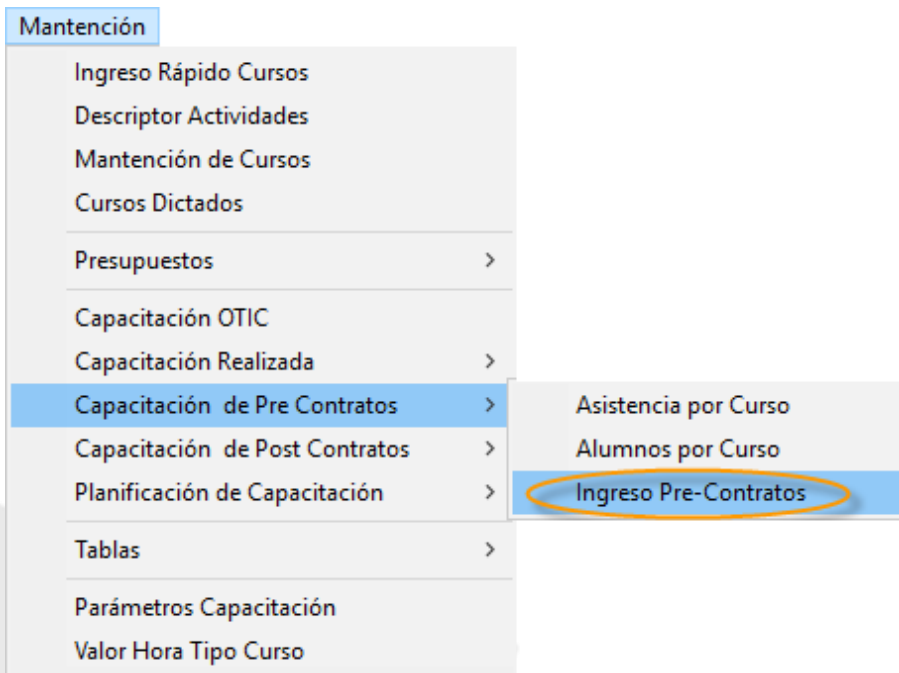 Mantención
Ingreso Rápido Cursos
Descriptor Actividades
Mantención de Cursos
Cursos Dictados
Presupuestos
Capacitación OTIC
Capacitación Realizada
Capacitación  de Pre Contratos
Capacitación  de Post Contratos
Planificación de Capacitación
Tablas
Parámetros Capacitación
Valor Hora Tipo Curso
Asistencia por Curso
Alumnos por Curso
Ingreso Pre-Contratos